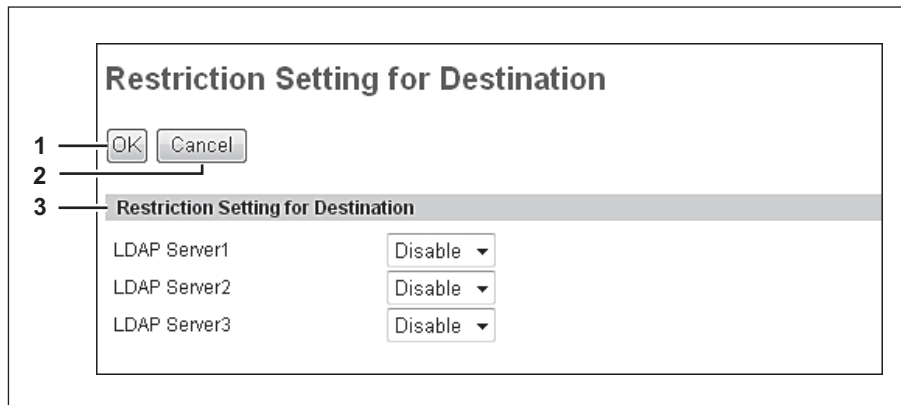 Restriction Setting for Destination
1 OK Cancel
2
3 Restriction Setting for Destination
LDAP Server1 Disable
LDAP Server2 Disable
LDAP Server3 Disable